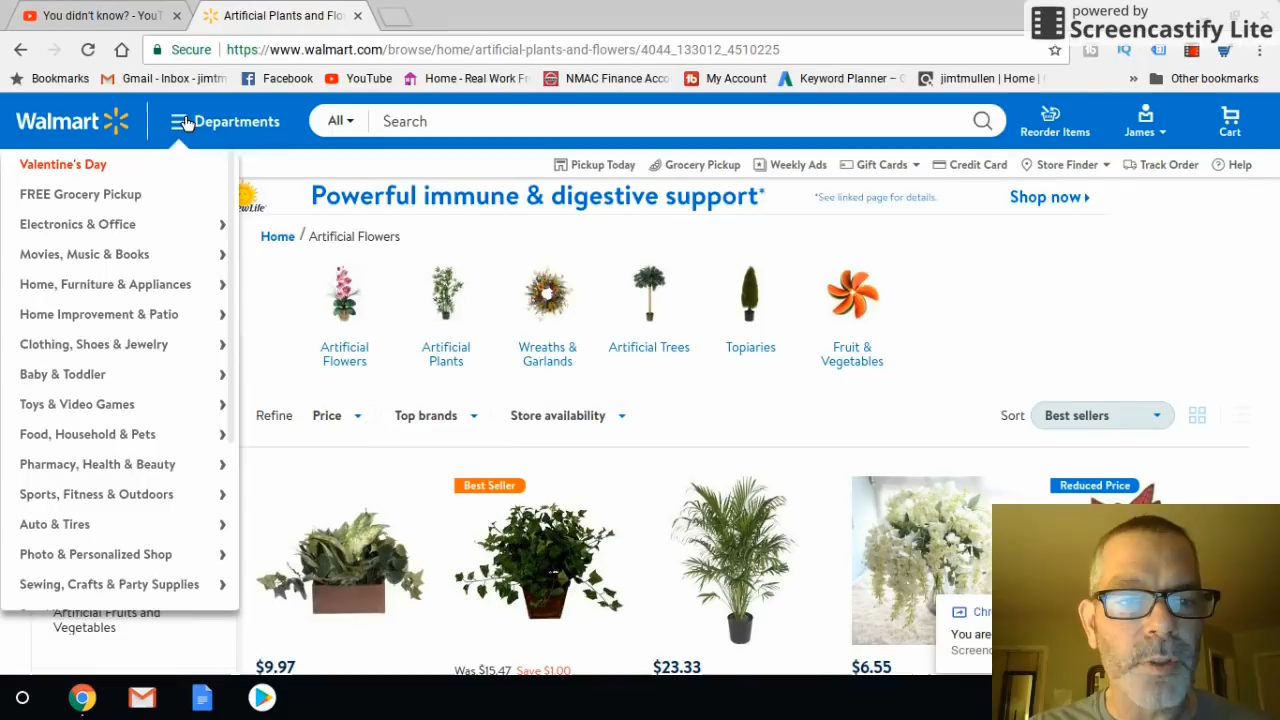 You didn't know? - YouT
Artificial Plants and Flo
powered by
Screencastify Lite
Secure
https://www.walmart.com/browse/home/artificial-plants-and-flowers/4044_133012_4510225
Bookmarks
Gmail - Inbox - jimtm
Facebook
YouTube
Home - Real Work Fr
NMAC Finance Acco
My Account
Keyword Planner –
jimtmullen | Home |
Other bookmarks
Walmart
Departments
All
Search
Reorder Items
James
Cart
Pickup Today
Grocery Pickup
Weekly Ads
Gift Cards
Credit Card
Store Finder
Track Order
Help
Valentine's Day
FREE Grocery Pickup
Electronics & Office
Movies, Music & Books
Home, Furniture & Appliances
Home Improvement & Patio
Clothing, Shoes & Jewelry
Baby & Toddler
Toys & Video Games
Food, Household & Pets
Pharmacy, Health & Beauty
Sports, Fitness & Outdoors
Auto & Tires
Photo & Personalized Shop
Sewing, Crafts & Party Supplies
Artificial Fruits and
Vegetables
Powerful immune & digestive support*
*See linked page for details.
Shop now
Home / Artificial Flowers
Artificial
Flowers
Artificial
Plants
Wreaths &
Garlands
Artificial Trees
Topiaries
Fruit &
Vegetables
Refine
Price
Top brands
Store availability
Sort
Best sellers
Best Seller
Reduced Price
$9.97
Was $15.47 Save $1.00
$23.33
$6.55
Chr
You are
Screenc